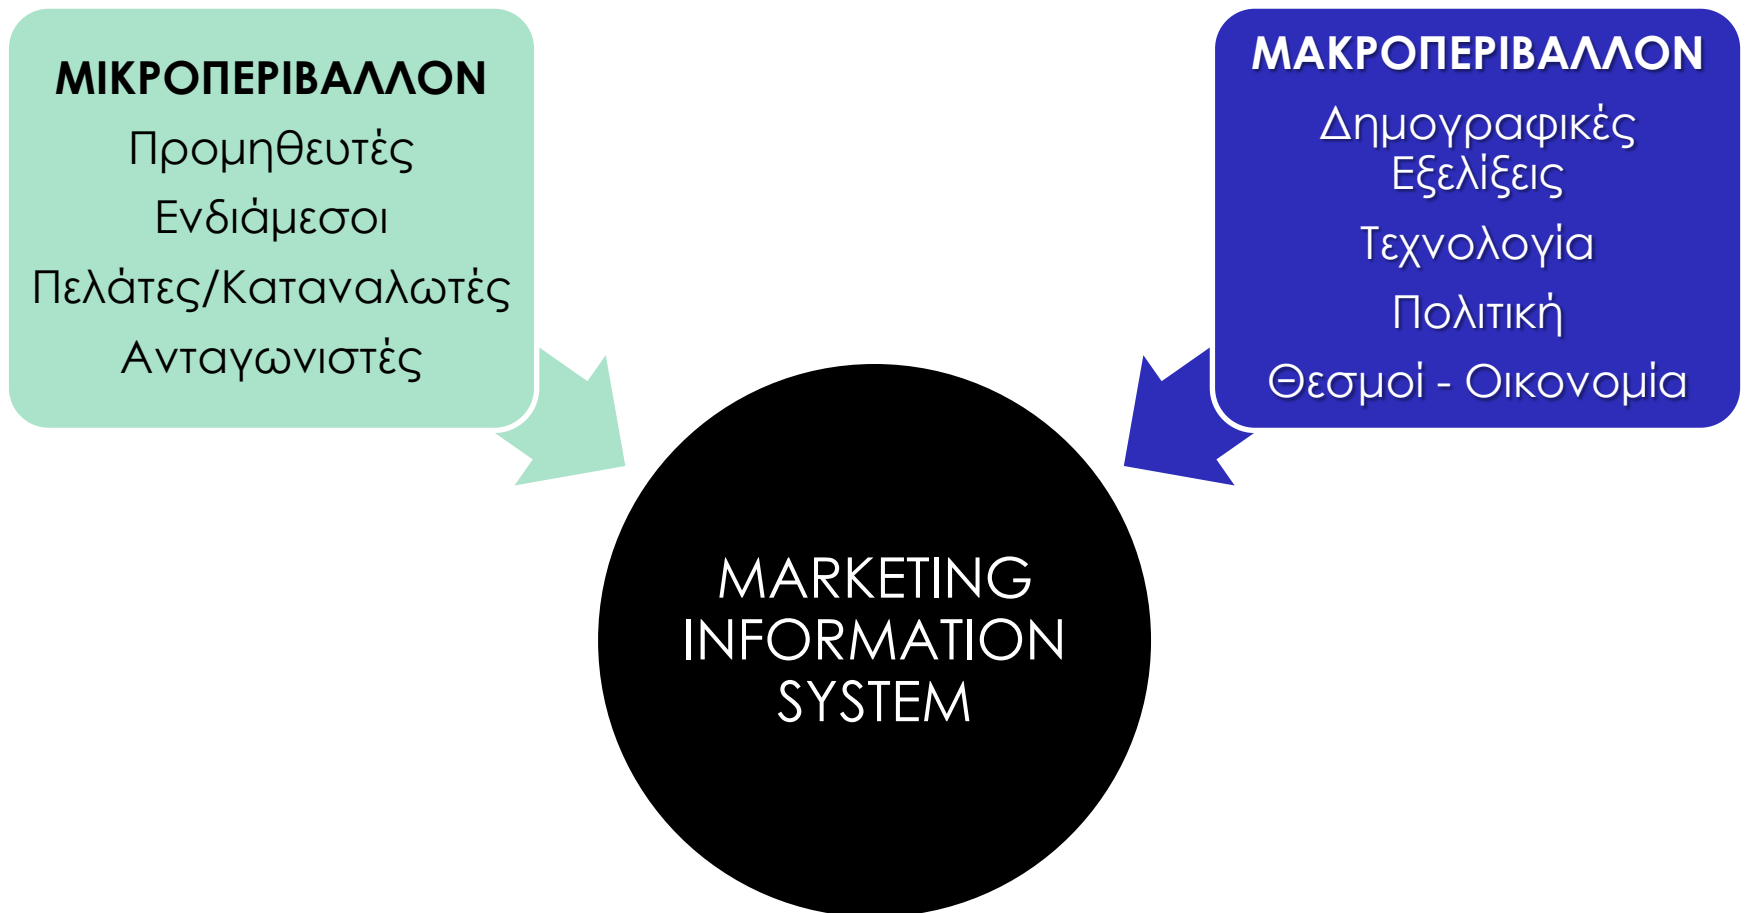 ΜΙΚΡΟΠΕΡΙΒΑΛΛΟΝ
Προμηθευτές
Ενδιάμεσοι
Πελάτες/Καταναλωτές
Ανταγωνιστές
ΜΑΚΡΟΠΕΡΙΒΑΛΛΟΝ
Δημογραφικές
Εξελίξεις
Τεχνολογία
Πολιτική
Θεσμοί - Οικονομία
MARKETING
INFORMATION
SYSTEM